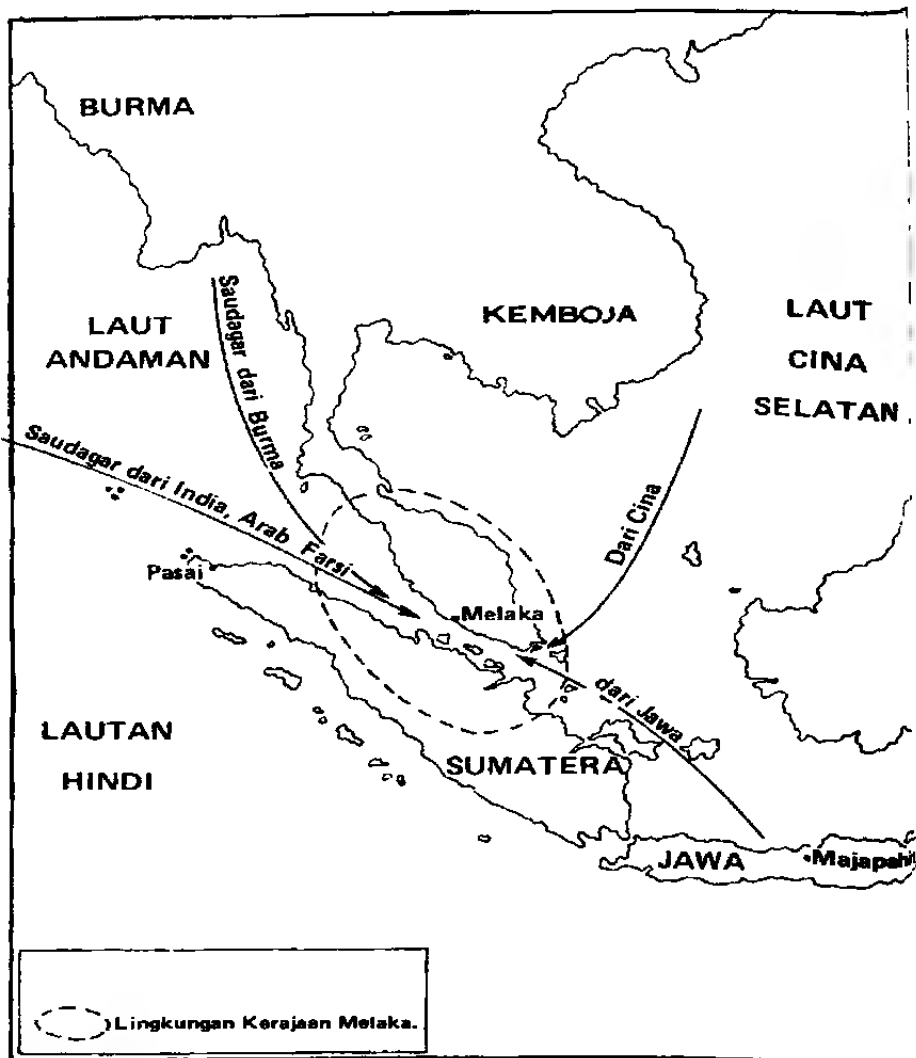 BURMA
LAUT
ANDAMAN
KEMBOJA
LAUT
CINA
SELATAN
Saudagar dari Burma
Saudagar dari India, Arab Farsi
Dari Cina
Pasai
Melaka
dari Jawa
LAUTAN
HINDI
SUMATERA
JAWA
Majapahit
Lingkungan Kerajaan Melaka.